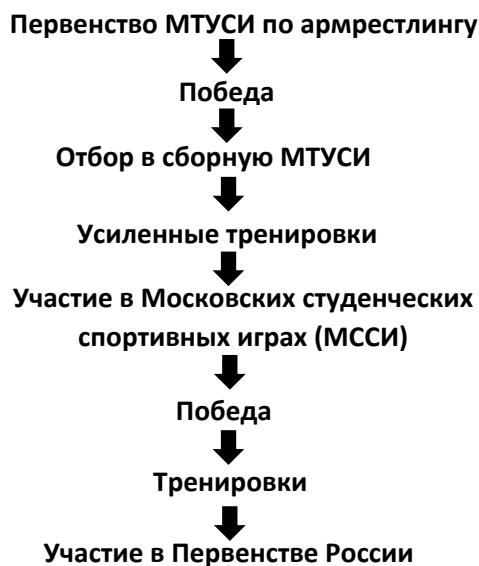 Первенство МТУСИ по армрестлингу
Победа
Отбор в сборную МТУСИ
Усиленные тренировки
Участие в Московских студенческих
спортивных играх (МССИ)
Победа
Тренировки
Участие в Первенстве России